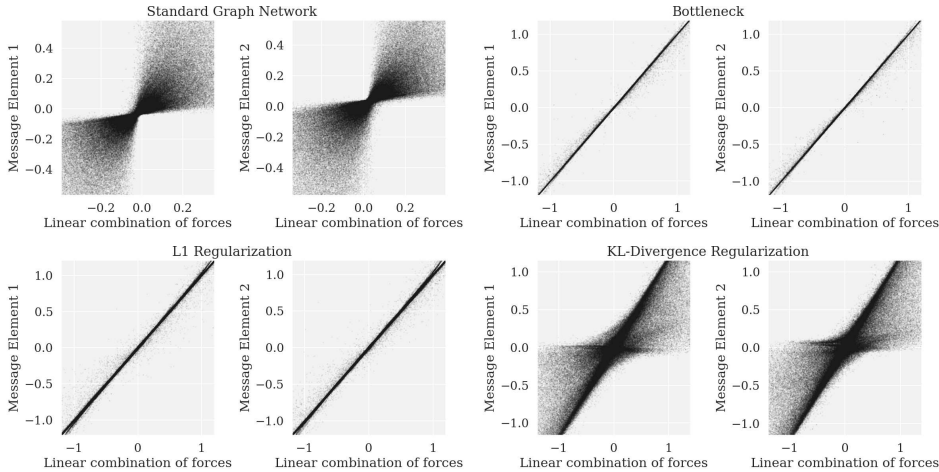 Standard Graph Network
Message Element 1
0.4
0.2
0.0
−0.2
−0.4
−0.2 0.0 0.2
Linear combination of forces
Message Element 2
0.4
0.2
0.0
−0.2
−0.4
−0.2 0.0 0.2
Linear combination of forces
Bottleneck
Message Element 1
1.0
0.5
0.0
−0.5
−1.0
−1 0 1
Linear combination of forces
Message Element 2
1.0
0.5
0.0
−0.5
−1.0
−1 0 1
Linear combination of forces
L1 Regularization
Message Element 1
1.0
0.5
0.0
−0.5
−1.0
−1 0 1
Linear combination of forces
Message Element 2
1.0
0.5
0.0
−0.5
−1.0
−1 0 1
Linear combination of forces
KL-Divergence Regularization
Message Element 1
1.0
0.5
0.0
−0.5
−1.0
−1 0 1
Linear combination of forces
Message Element 2
1.0
0.5
0.0
−0.5
−1.0
−1 0 1
Linear combination of forces